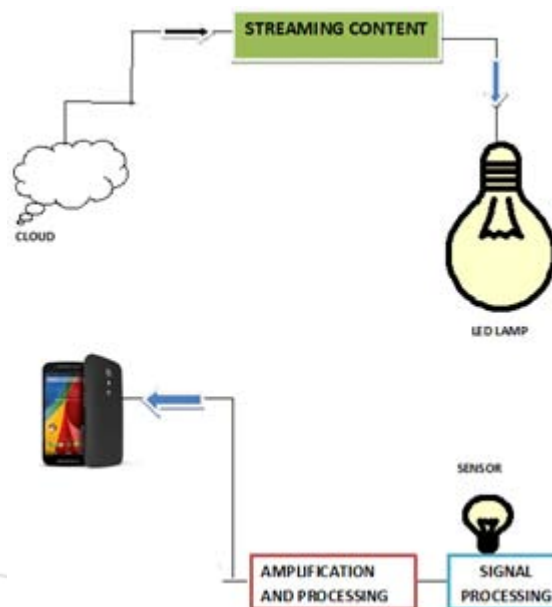 STREAMING CONTENT
CLOUD
LED LAMP
SENSOR
AMPLIFICATION
AND PROCESSING
SIGNAL
PROCESSING